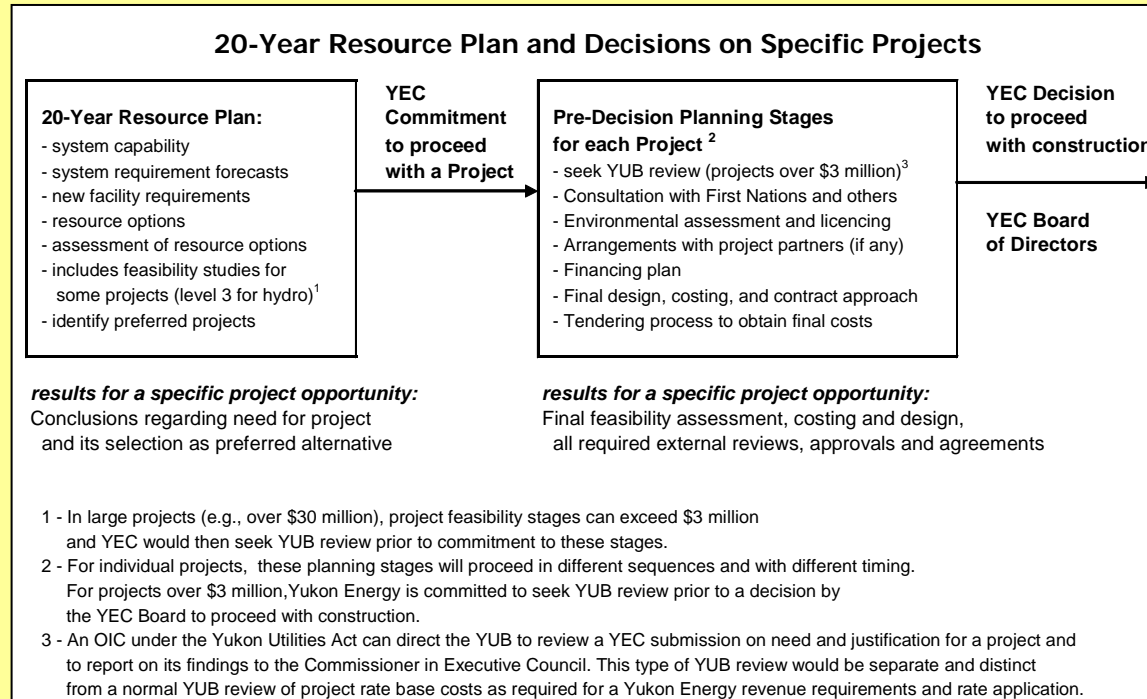 20-Year Resource Plan and Decisions on Specific Projects
20-Year Resource Plan:
- system capability
- system requirement forecasts
- new facility requirements
- resource options
- assessment of resource options
- includes feasibility studies for
some projects (level 3 for hydro)1
- identify preferred projects
YEC
Commitment
to proceed
with a Project
Pre-Decision Planning Stages
for each Project 2
- seek YUB review (projects over $3 million)3
- Consultation with First Nations and others
- Environmental assessment and licencing
- Arrangements with project partners (if any)
- Financing plan
- Final design, costing, and contract approach
- Tendering process to obtain final costs
YEC Decision
to proceed
with construction
YEC Board
of Directors
results for a specific project opportunity:
Conclusions regarding need for project
and its selection as preferred alternative
results for a specific project opportunity:
Final feasibility assessment, costing and design,
all required external reviews, approvals and agreements
1 - In large projects (e.g., over $30 million), project feasibility stages can exceed $3 million
and YEC would then seek YUB review prior to commitment to these stages.
2 - For individual projects, these planning stages will proceed in different sequences and with different timing.
For projects over $3 million,Yukon Energy is committed to seek YUB review prior to a decision by
the YEC Board to proceed with construction.
3 - An OIC under the Yukon Utilities Act can direct the YUB to review a YEC submission on need and justification for a project and
to report on its findings to the Commissioner in Executive Council. This type of YUB review would be separate and distinct
from a normal YUB review of project rate base costs as required for a Yukon Energy revenue requirements and rate application.